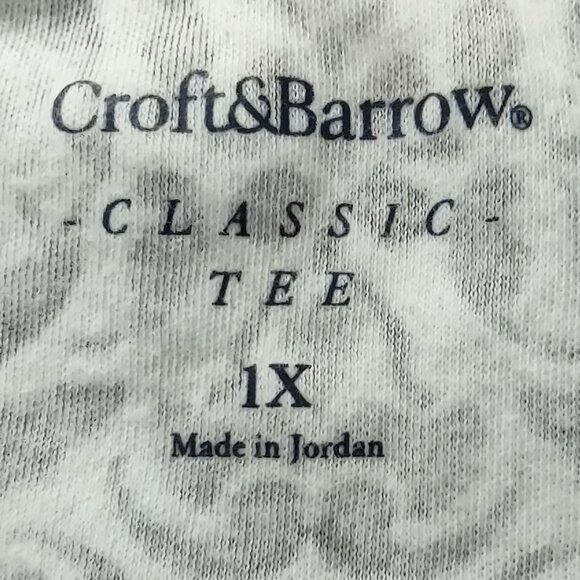 Croft&Barrow®
- CLASSIC -
TEE
1X
Made in Jordan